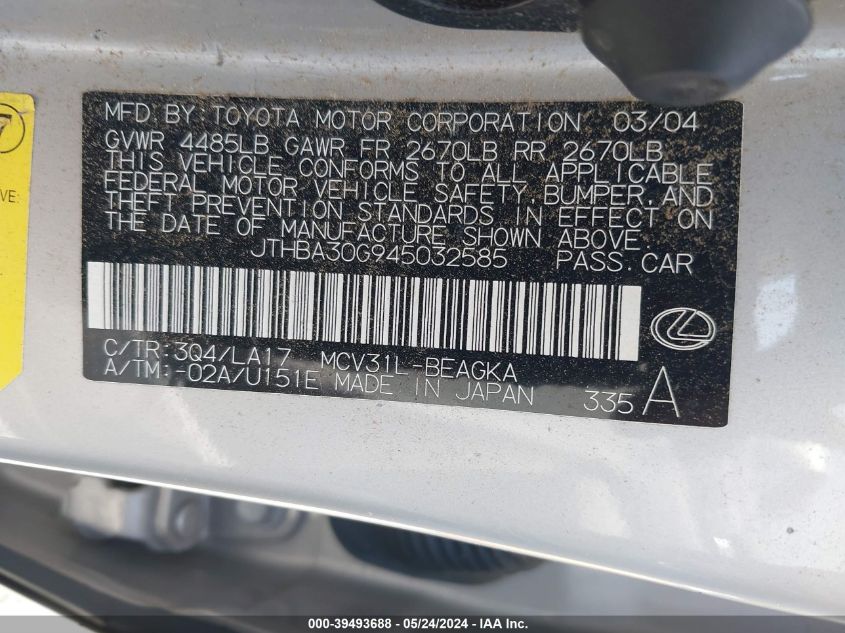 7
MFD.BY: TOYOTA MOTOR CORPORATION 03/04
GVWR 4485LB GAWR FR 2670LB RR 2670LB
THIS VEHICLE CONFORMS TO ALL APPLICABLE
FEDERAL MOTOR VEHICLE SAFETY,BUMPER,AND
THEFT PREVENTION STANDARDS IN EFFECT ON
THE DATE OF MANUFACTURE SHOWN ABOVE.
JTHBA30G945032585 PASS.CAR
C/TR:3Q4/LA17 MCV31L-BEAGKA
A/TM:-02A/U151E MADE IN JAPAN 335 A
000-39493688 - 05/24/2024 - IAA Inc.